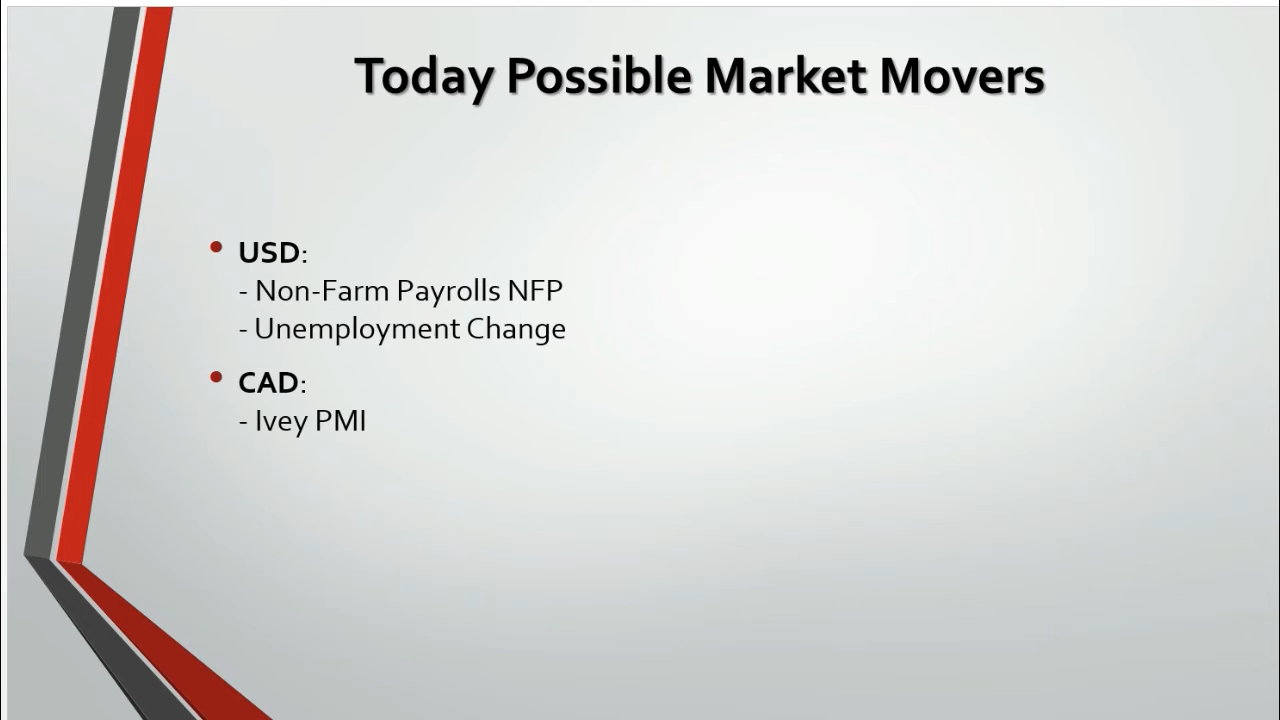 Today Possible Market Movers
• USD:
- Non-Farm Payrolls NFP
- Unemployment Change
• CAD:
- Ivey PMI